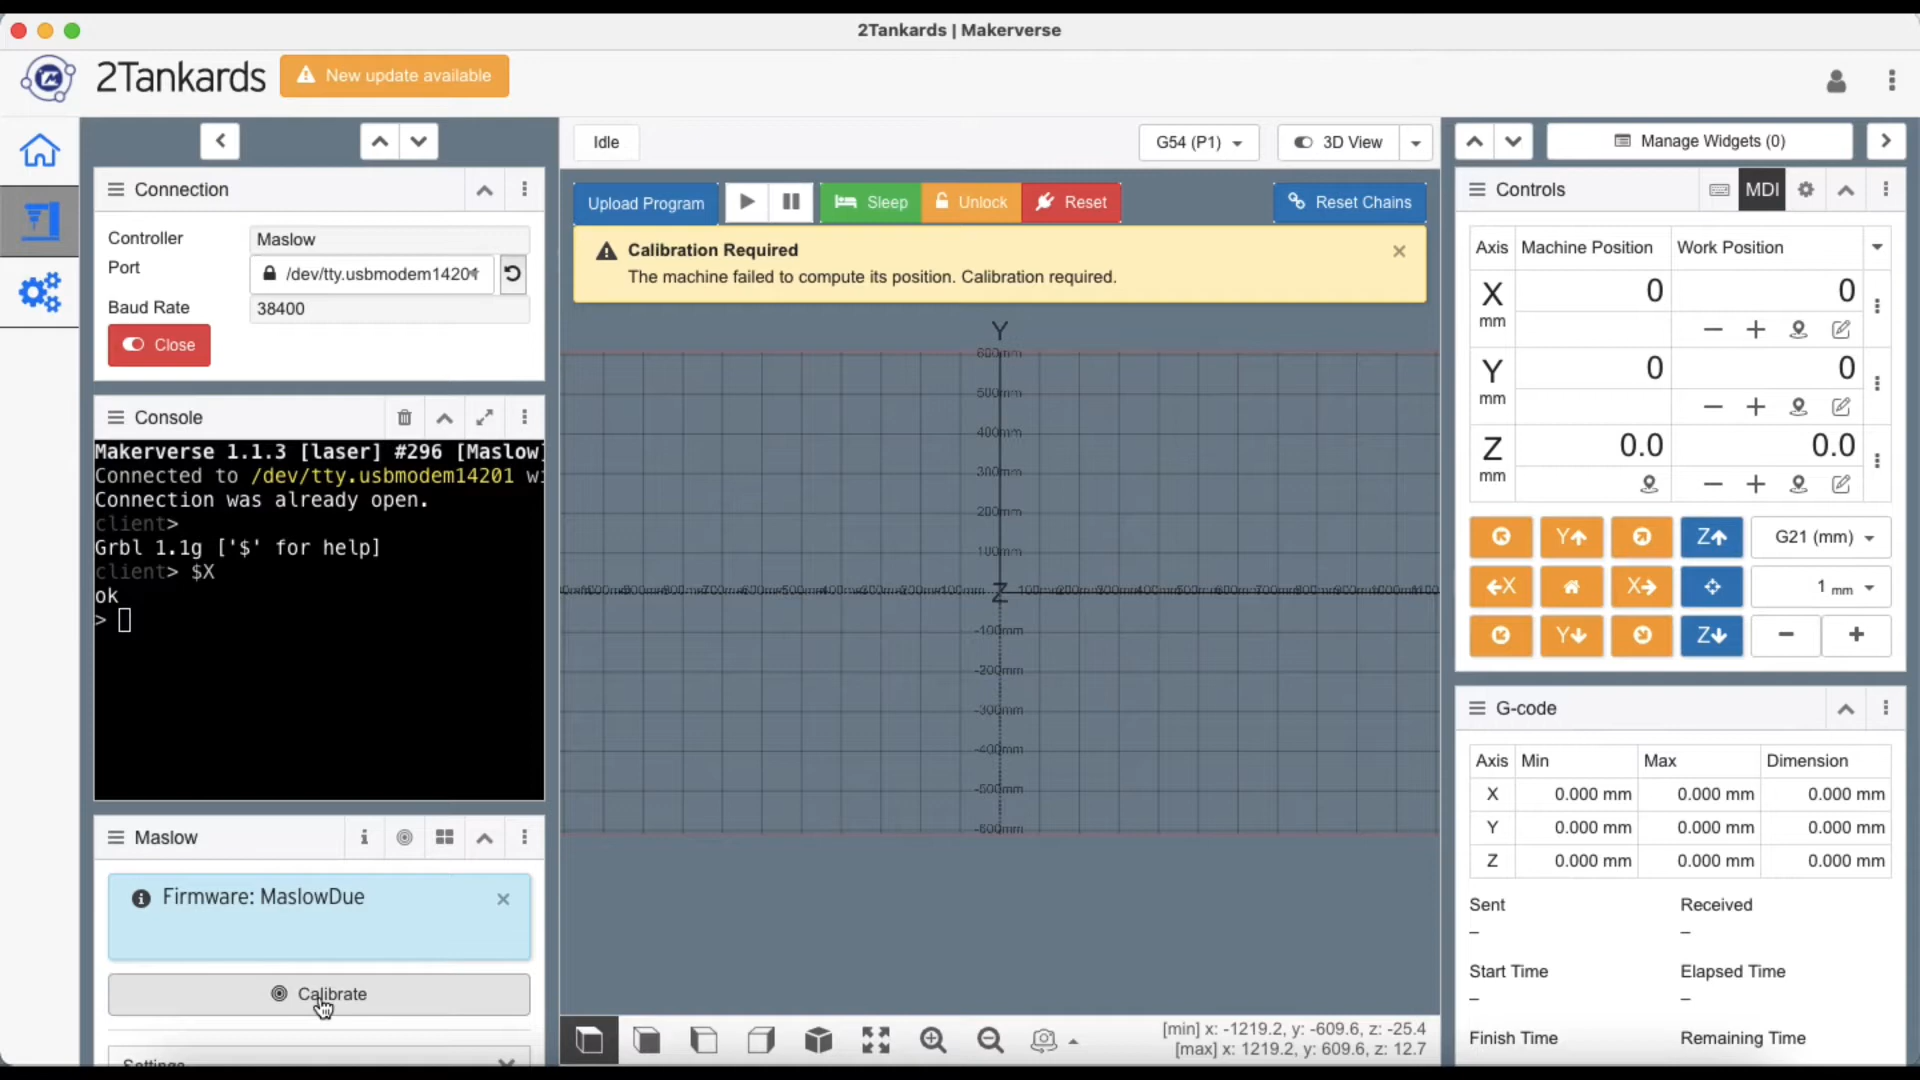 2Tankards | Makerverse
2Tankards
New update available
Idle
G54 (P1)
3D View
Manage Widgets (0)
Connection
Controller
Maslow
Port
/dev/tty.usbmodem14201
Baud Rate
38400
Close
Console
Makerverse 1.1.3 [laser] #296 [Maslow]
Connected to /dev/tty.usbmodem14201 wi
Connection was already open.
client>
Grbl 1.1g ['$' for help]
client> $X
ok
>
Maslow
Firmware: MaslowDue
Calibrate
Settings
Upload Program
Sleep
Unlock
Reset
Reset Chains
Calibration Required
The machine failed to compute its position. Calibration required.
Y
600mm
500mm
400mm
300mm
200mm
100mm
Z
-100mm
-200mm
-300mm
-400mm
-500mm
-600mm
[min] x: -1219.2, y: -609.6, z: -25.4
[max] x: 1219.2, y: 609.6, z: 12.7
Controls
MDI
Axis Machine Position Work Position
X 0 0
mm
Y 0 0
mm
Z 0.0 0.0
mm
Y
Y
X
X
Z
Z
G21 (mm)
1 mm
G-code
Axis Min Max Dimension
X 0.000 mm 0.000 mm 0.000 mm
Y 0.000 mm 0.000 mm 0.000 mm
Z 0.000 mm 0.000 mm 0.000 mm
Sent Received
– –
Start Time Elapsed Time
– –
Finish Time Remaining Time